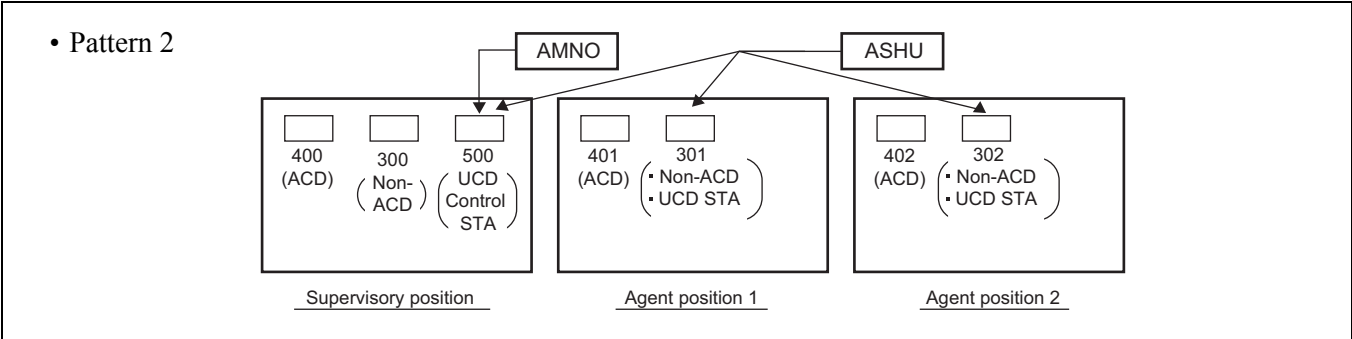 • Pattern 2
AMNO
ASHU
400
(ACD)
300
(Non-
ACD)
500
(UCD
Control
STA)
401
(ACD)
301
(▪ Non-ACD
▪ UCD STA)
402
(ACD)
302
(▪ Non-ACD
▪ UCD STA)
Supervisory position
Agent position 1
Agent position 2